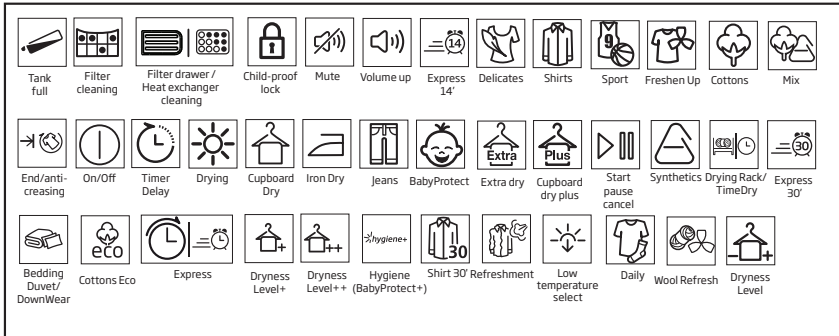 14
9
Tank full
Filter cleaning
Filter drawer / Heat exchanger cleaning
Child-proof lock
Mute
Volume up
Express 14'
Delicates
Shirts
Sport
Freshen Up
Cottons
Mix
Extra
Plus
30
End/anti-creasing
On/Off
Timer Delay
Drying
Cupboard Dry
Iron Dry
Jeans
BabyProtect
Extra dry
Cupboard dry plus
Start pause cancel
Synthetics
Drying Rack/ TimeDry
Express 30'
eco
+
++
hygiene+
30
- +
Bedding Duvet/ DownWear
Cottons Eco
Express
Dryness Level+
Dryness Level++
Hygiene (BabyProtect+)
Shirt 30'
Refreshment
Low temperature select
Daily
Wool Refresh
Dryness Level